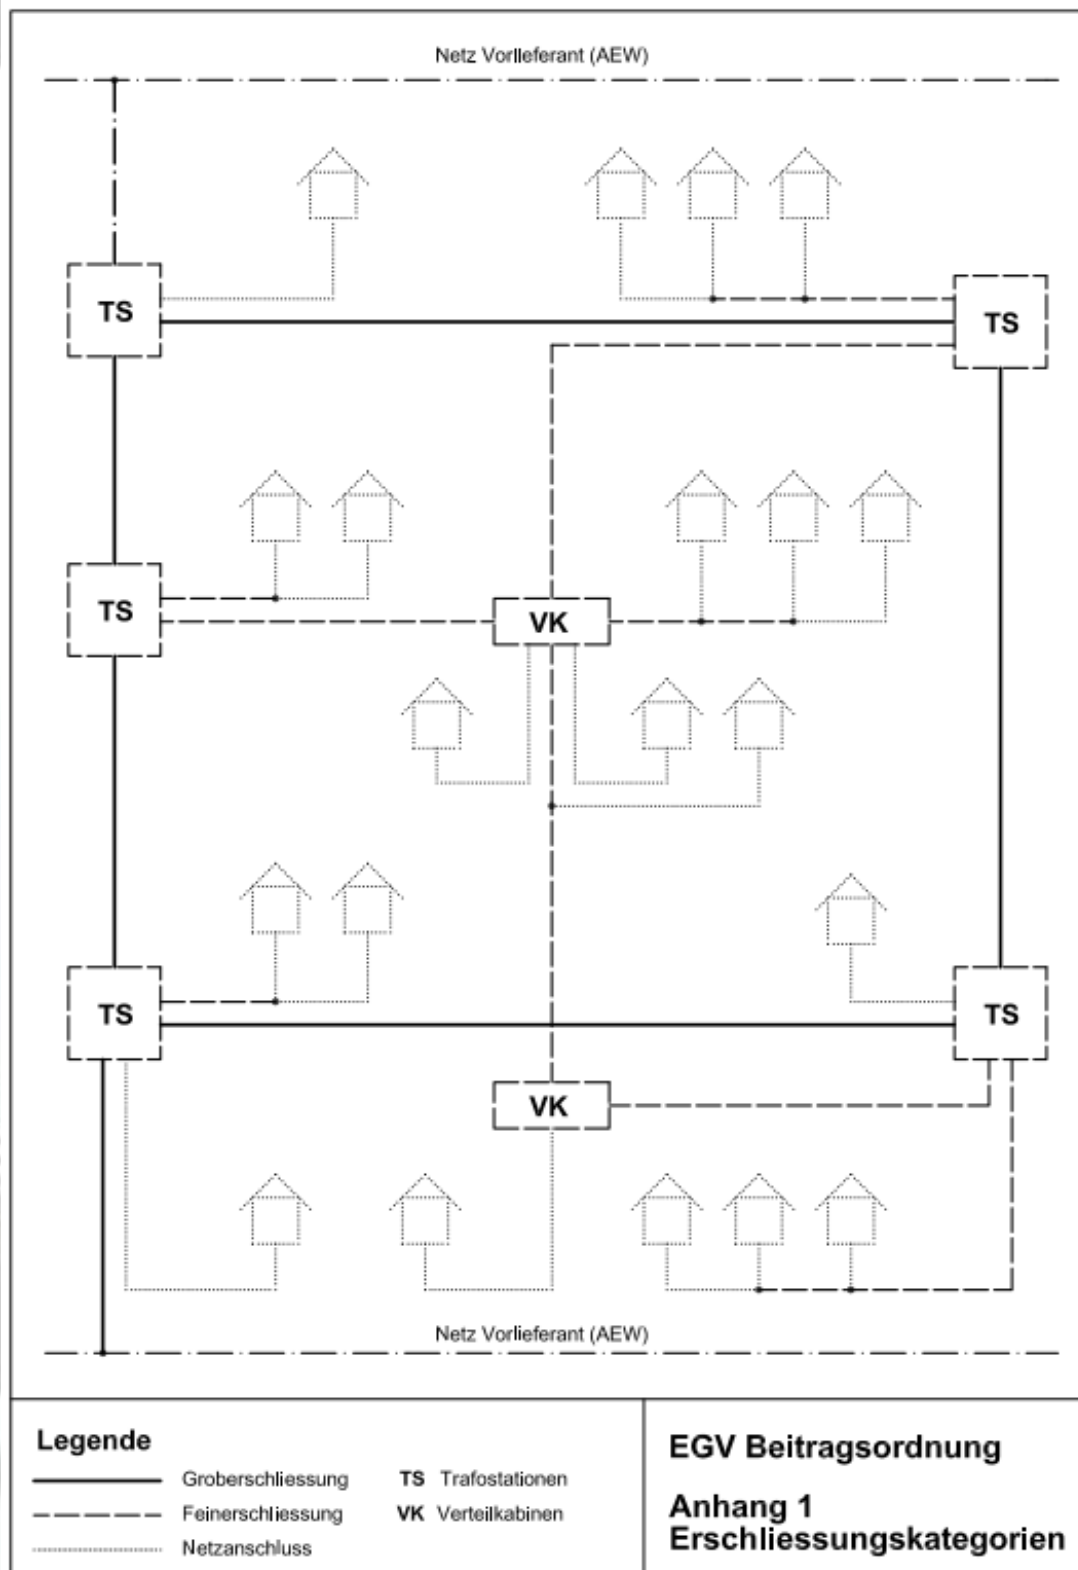 Netz Vorlieferant (AEW)
TS
TS
TS
VK
TS
TS
VK
Netz Vorlieferant (AEW)
Legende
Groberschliessung
TS Trafostationen
Feinerschliessung
VK Verteilkabinen
Netzanschluss
EGV Beitragsordnung
Anhang 1
Erschliessungskategorien